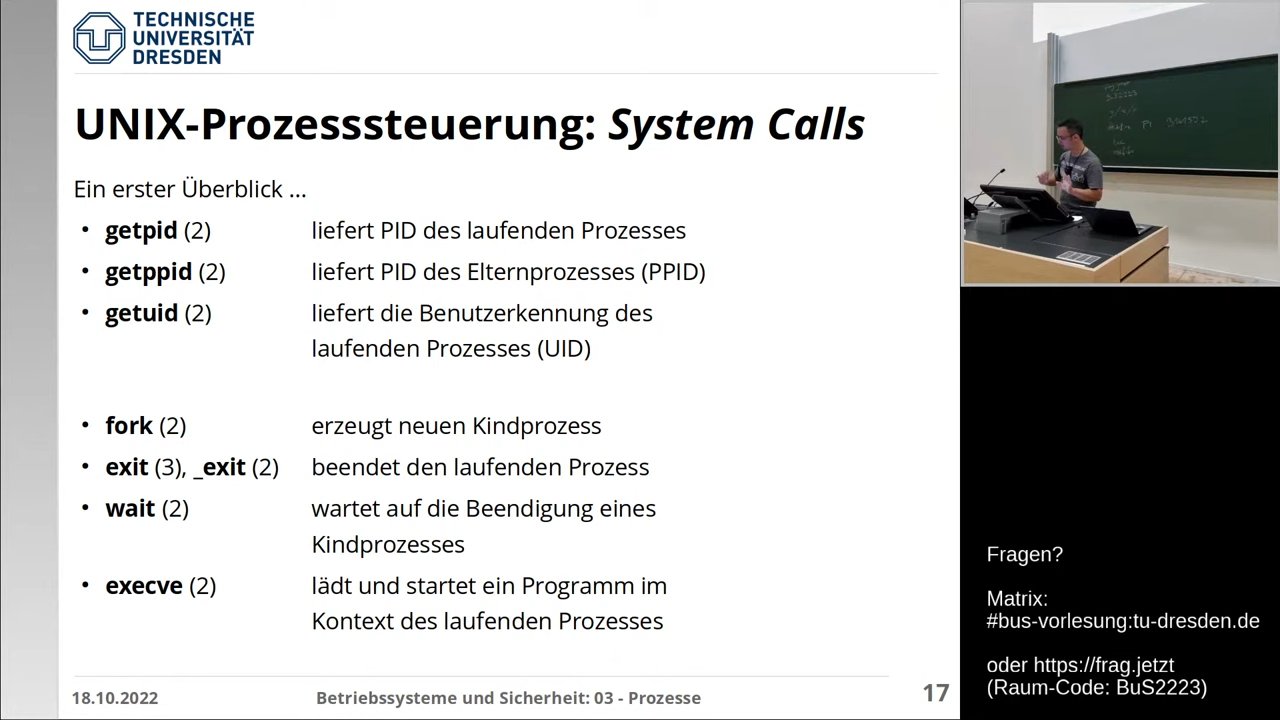 TECHNISCHE
UNIVERSITÄT
DRESDEN
UNIX-Prozesssteuerung: System Calls
Ein erster Überblick ...
• getpid (2) liefert PID des laufenden Prozesses
• getppid (2) liefert PID des Elternprozesses (PPID)
• getuid (2) liefert die Benutzerkennung des
laufenden Prozesses (UID)
• fork (2) erzeugt neuen Kindprozess
• exit (3), _exit (2) beendet den laufenden Prozess
• wait (2) wartet auf die Beendigung eines
Kindprozesses
• execve (2) lädt und startet ein Programm im
Kontext des laufenden Prozesses
18.10.2022 Betriebssysteme und Sicherheit: 03 - Prozesse 17
Fragen?
Matrix:
#bus-vorlesung:tu-dresden.de
oder https://frag.jetzt
(Raum-Code: BuS2223)